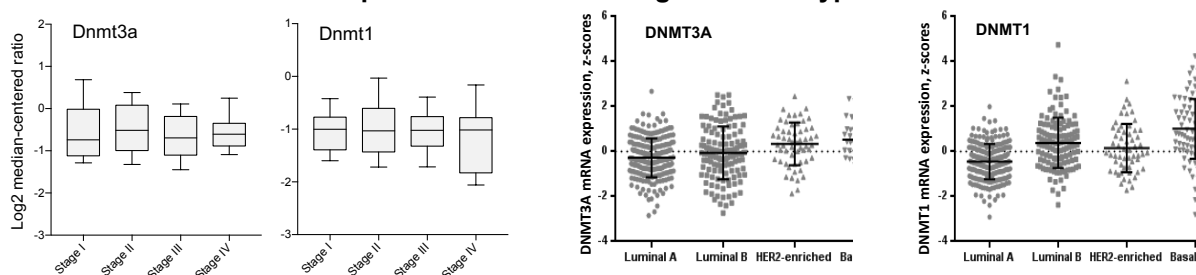 Dnmt3a
Log2 median-centered ratio
2
1
0
-1
-2
-3
Stage I
Stage II
Stage III
Stage IV
Dnmt1
1
0
-1
-2
-3
Stage I
Stage II
Stage III
Stage IV
DNMT3A
DNMT3A mRNA expression, z-scores
6
4
2
0
-2
-4
Luminal A
Luminal B
HER2-enriched
Ba
DNMT1
DNMT1 mRNA expression, z-scores
6
4
2
0
-2
-4
Luminal A
Luminal B
HER2-enriched
Basal